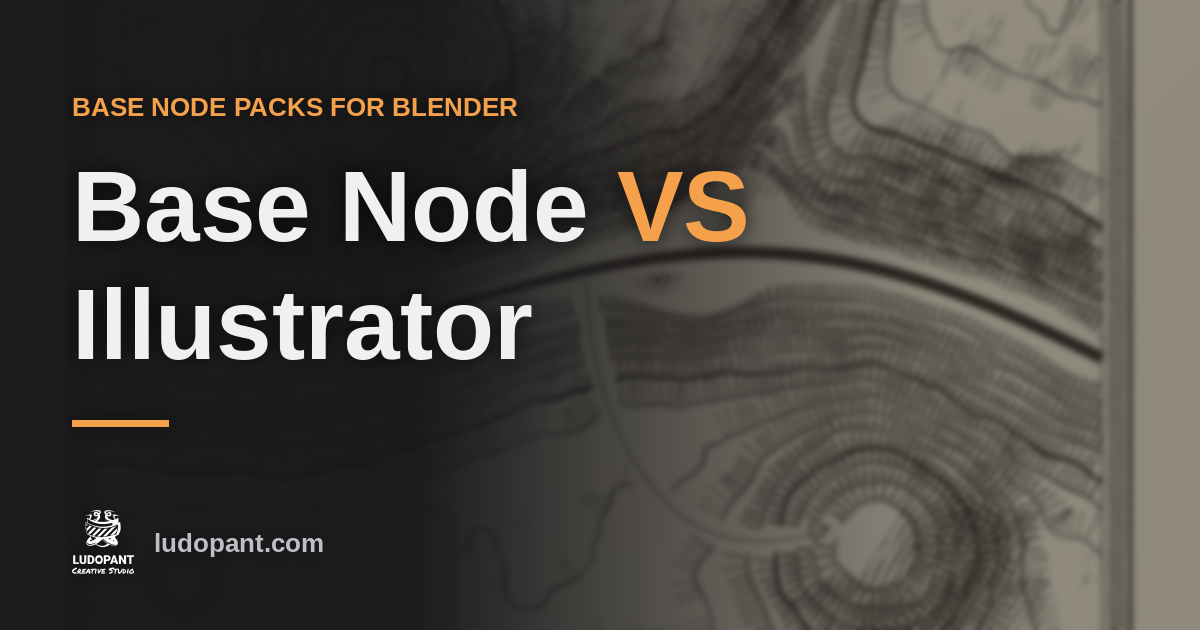 BASE NODE PACKS FOR BLENDER
Base Node VS
Illustrator
LUDOPANT
Creative Studio
ludopant.com